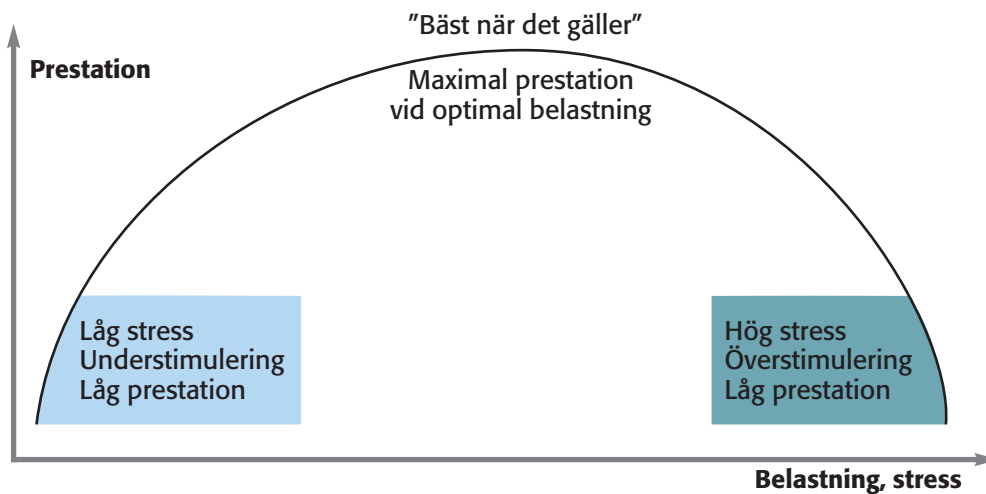 ”Bäst när det gäller”
Prestation
Maximal prestation
vid optimal belastning
Låg stress
Understimulering
Låg prestation
Hög stress
Överstimulering
Låg prestation
Belastning, stress